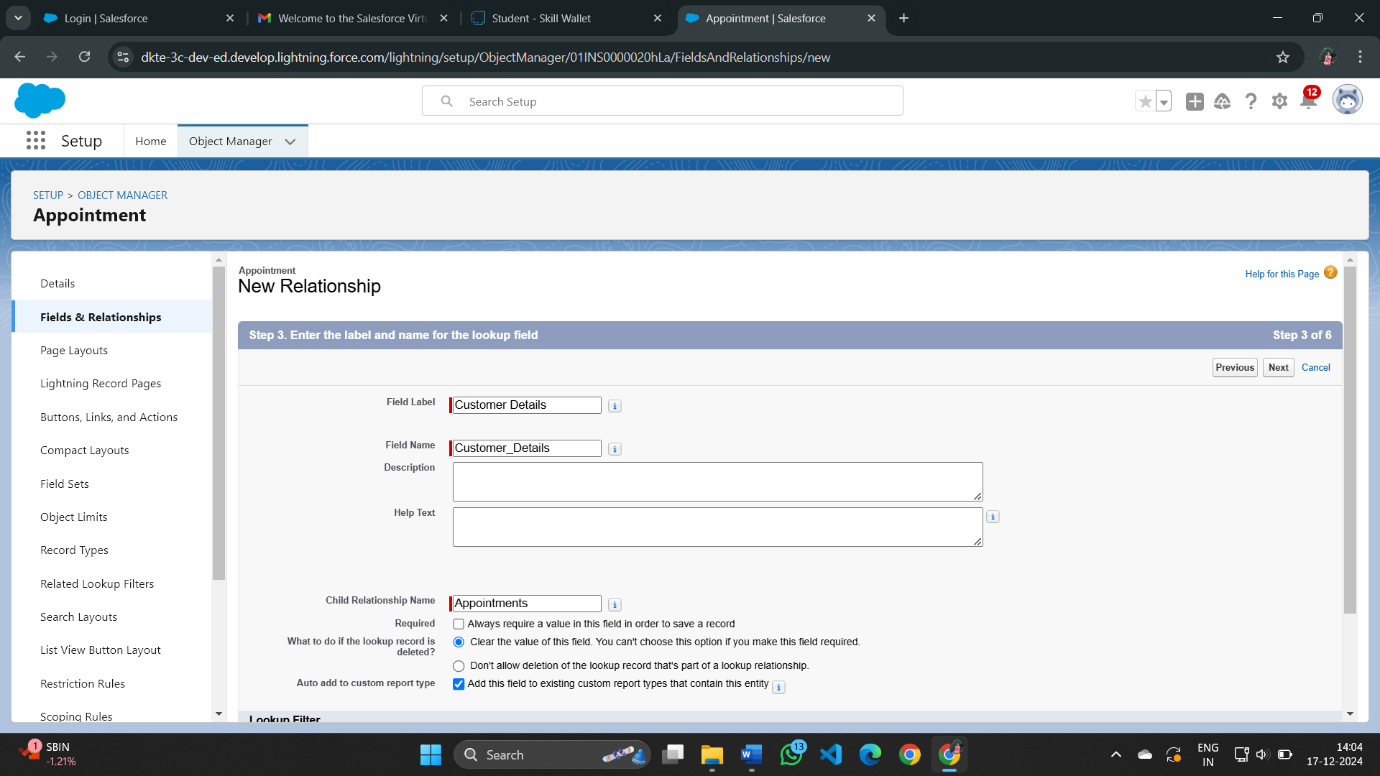 Login | Salesforce
Welcome to the Salesforce Virtu
Student - Skill Wallet
Appointment | Salesforce
dkte-3c-dev-ed.develop.lightning.force.com/lightning/setup/ObjectManager/01INS0000020hLa/FieldsAndRelationships/new
Search Setup
12
Setup
Home
Object Manager
SETUP > OBJECT MANAGER
Appointment
Details
Fields & Relationships
Page Layouts
Lightning Record Pages
Buttons, Links, and Actions
Compact Layouts
Field Sets
Object Limits
Record Types
Related Lookup Filters
Search Layouts
List View Button Layout
Restriction Rules
Scoping Rules
Appointment
New Relationship
Help for this Page
Step 3. Enter the label and name for the lookup field
Step 3 of 6
Previous
Next
Cancel
Field Label
Customer Details
Field Name
Customer_Details
Description
Help Text
Child Relationship Name
Appointments
Required
Always require a value in this field in order to save a record
What to do if the lookup record is
deleted?
Clear the value of this field. You can't choose this option if you make this field required.
Don't allow deletion of the lookup record that's part of a lookup relationship.
Auto add to custom report type
Add this field to existing custom report types that contain this entity
Lookup Filter
1
SBIN
-1.21%
Search
13
ENG
IN
14:04
17-12-2024